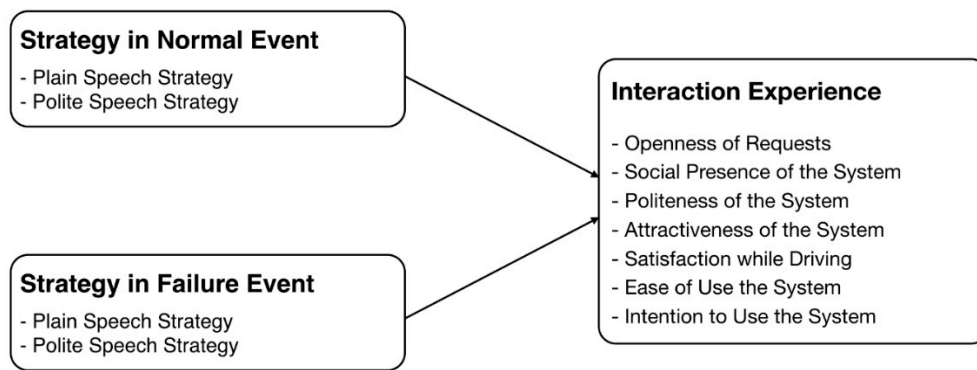 Strategy in Normal Event
- Plain Speech Strategy
- Polite Speech Strategy
Interaction Experience
- Openness of Requests
- Social Presence of the System
- Politeness of the System
- Attractiveness of the System
- Satisfaction while Driving
- Ease of Use the System
- Intention to Use the System
Strategy in Failure Event
- Plain Speech Strategy
- Polite Speech Strategy